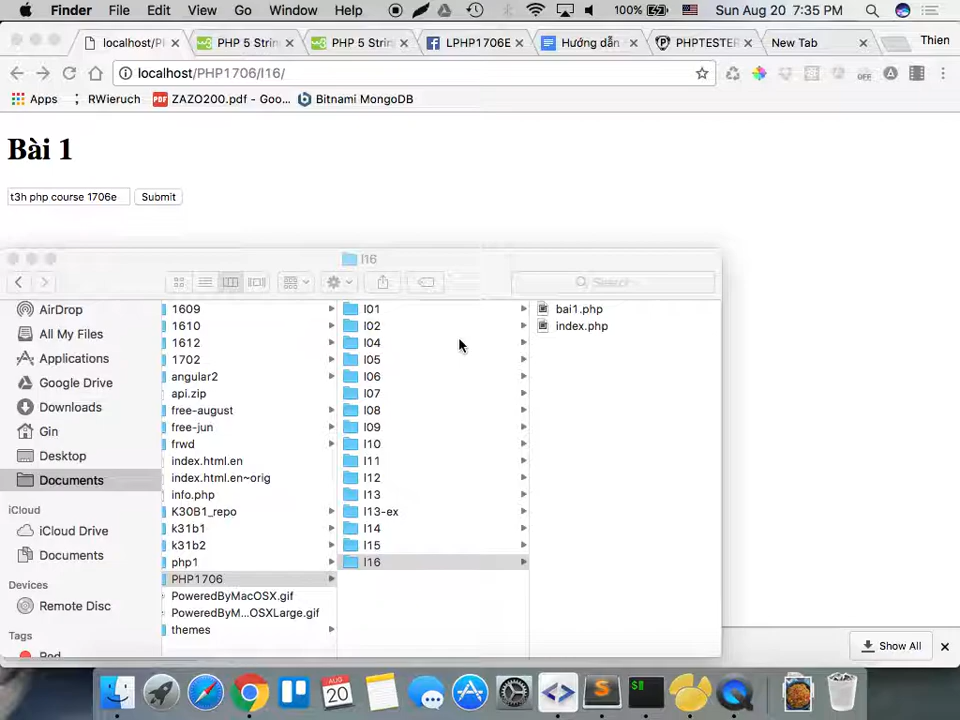 Finder File Edit View Go Window Help 100% Sun Aug 20 7:35 PM
localhost/PI PHP 5 Strin PHP 5 Strin LPHP1706E Hướng dẫn PHPTESTER New Tab Thien
localhost/PHP1706/l16/
Apps RWieruch ZAZO200.pdf - Goo... Bitnami MongoDB
Bài 1
t3h php course 1706e Submit
l16
Search
AirDrop
All My Files
Applications
Google Drive
Downloads
Gin
Desktop
Documents
iCloud
iCloud Drive
Documents
Devices
Remote Disc
Tags
Red
1609
1610
1612
1702
angular2
api.zip
free-august
free-jun
frwd
index.html.en
index.html.en~orig
info.php
K30B1_repo
k31b1
k31b2
php1
PHP1706
PoweredByMacOSX.gif
PoweredByM...OSXLarge.gif
themes
l01
l02
l04
l05
l06
l07
l08
l09
l10
l11
l12
l13
l13-ex
l14
l15
l16
bai1.php
index.php
Show All
AUG
20